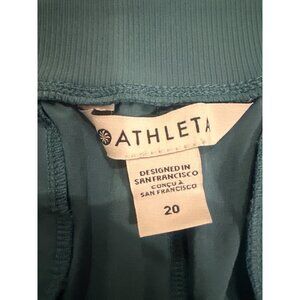 ATHLETA
DESIGNED IN
SAN FRANCISCO
CONÇU À
SAN FRANCISCO
20